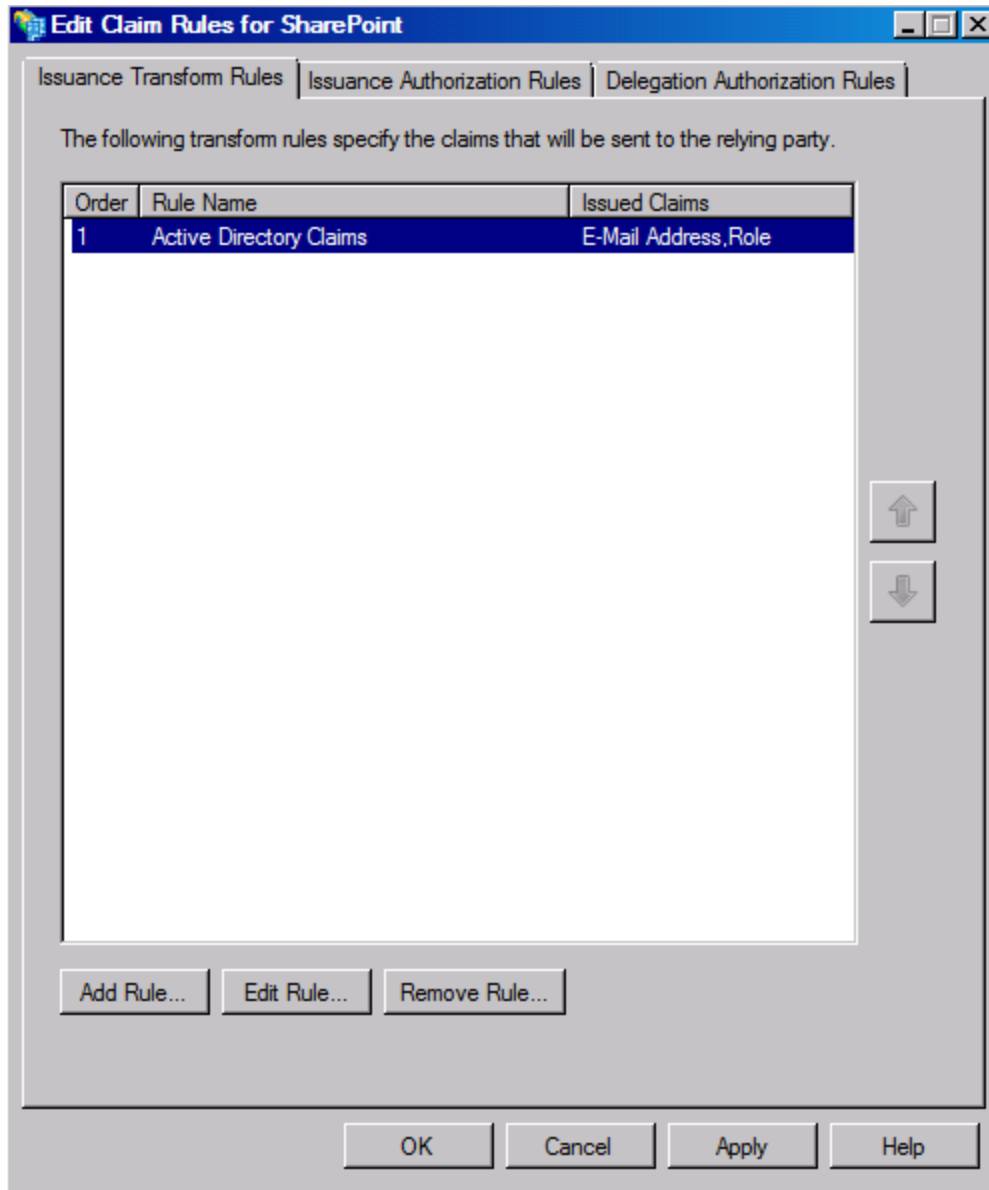 Edit Claim Rules for SharePoint
Issuance Transform Rules Issuance Authorization Rules Delegation Authorization Rules
The following transform rules specify the claims that will be sent to the relying party.
Order Rule Name Issued Claims
1 Active Directory Claims E-Mail Address,Role
Add Rule... Edit Rule... Remove Rule...
OK Cancel Apply Help